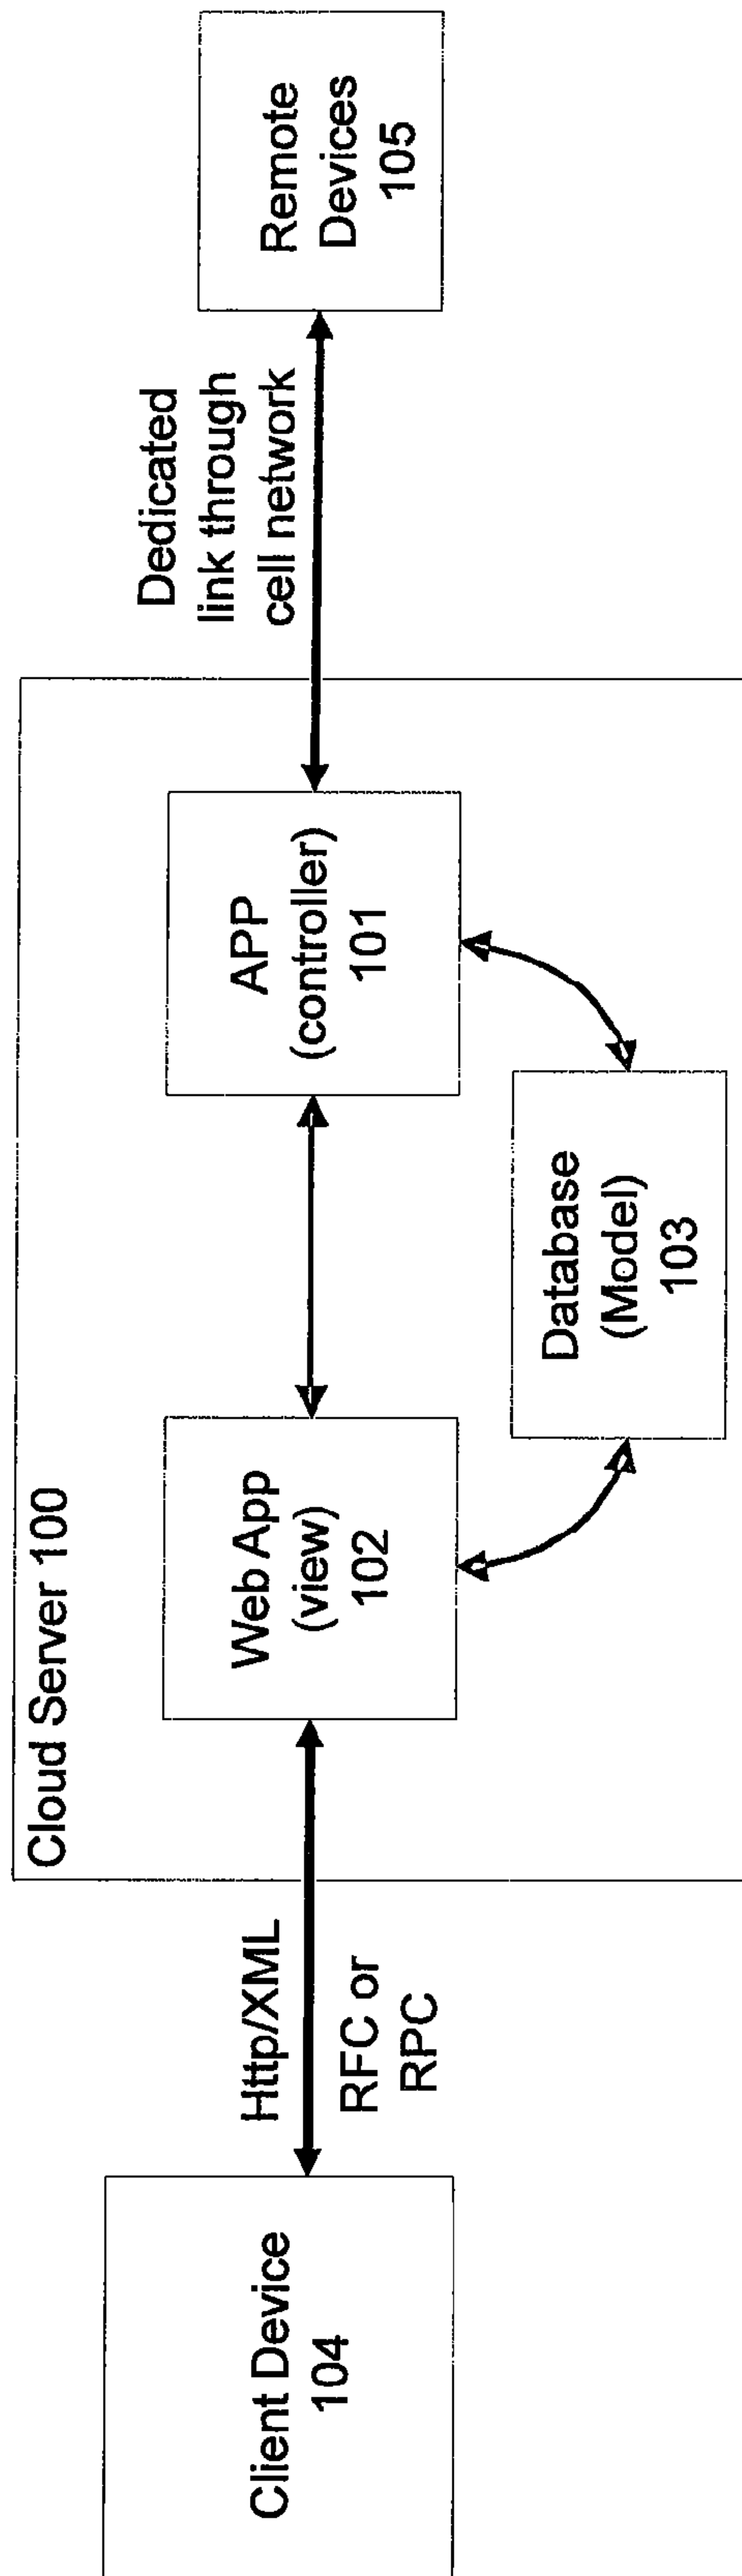 Cloud Server 100
Client Device
104
Http/XML
RFC or
RPC
Web App
(view)
102
APP
(controller)
101
Database
(Model)
103
Dedicated
link through
cell network
Remote
Devices
105